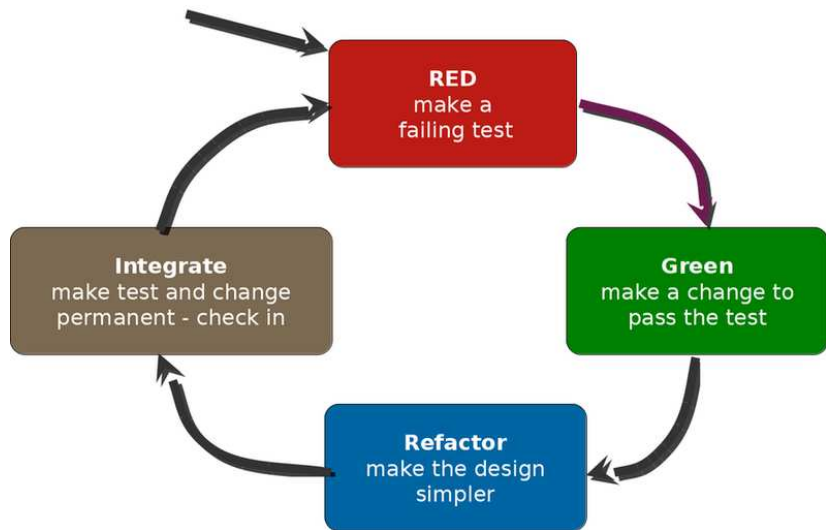 RED
make a
failing test
Integrate
make test and change
permanent - check in
Green
make a change to
pass the test
Refactor
make the design
simpler